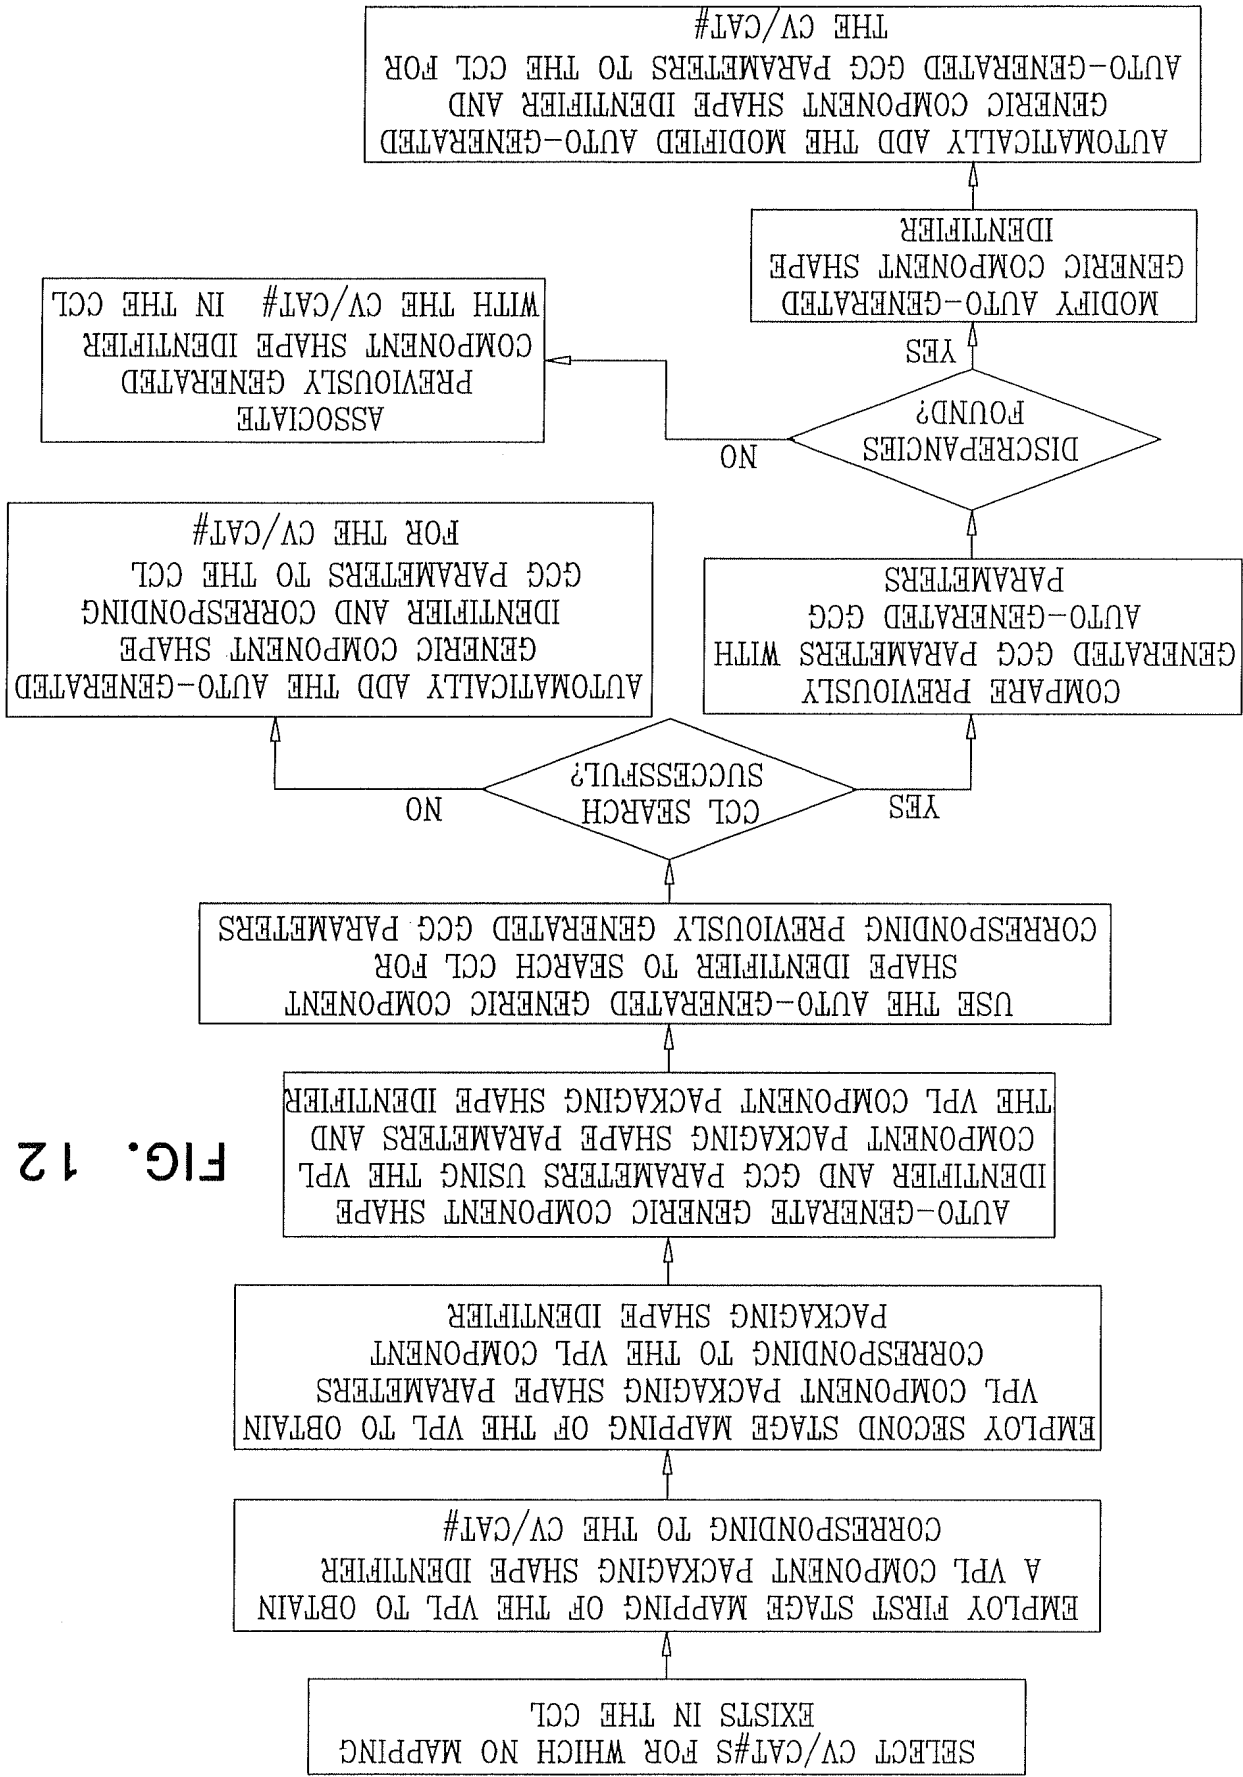 FIG. 12
SELECT CV/CAT#S FOR WHICH NO MAPPING
EXISTS IN THE CCL
EMPLOY FIRST STAGE MAPPING OF THE VPL TO OBTAIN
A VPL COMPONENT PACKAGING SHAPE IDENTIFIER
CORRESPONDING TO THE CV/CAT#
EMPLOY SECOND STAGE MAPPING OF THE VPL TO OBTAIN
VPL COMPONENT PACKAGING SHAPE PARAMETERS
CORRESPONDING TO THE VPL COMPONENT
PACKAGING SHAPE IDENTIFIER
AUTO-GENERATE GENERIC COMPONENT SHAPE
IDENTIFIER AND GCG PARAMETERS USING THE VPL
COMPONENT PACKAGING SHAPE PARAMETERS AND
THE VPL COMPONENT PACKAGING SHAPE IDENTIFIER
USE THE AUTO-GENERATED GENERIC COMPONENT
SHAPE IDENTIFIER TO SEARCH CCL FOR
CORRESPONDING PREVIOUSLY GENERATED GCG PARAMETERS
CCL SEARCH
SUCCESSFUL?
YES
NO
COMPARE PREVIOUSLY
GENERATED GCG PARAMETERS WITH
AUTO-GENERATED GCG
PARAMETERS
AUTOMATICALLY ADD THE AUTO-GENERATED
GENERIC COMPONENT SHAPE
IDENTIFIER AND CORRESPONDING
GCG PARAMETERS TO THE CCL
FOR THE CV/CAT#
DISCREPANCIES
FOUND?
NO
YES
ASSOCIATE
PREVIOUSLY GENERATED
COMPONENT SHAPE IDENTIFIER
WITH THE CV/CAT# IN THE CCL
MODIFY AUTO-GENERATED
GENERIC COMPONENT SHAPE
IDENTIFIER
AUTOMATICALLY ADD THE MODIFIED AUTO-GENERATED
GENERIC COMPONENT SHAPE IDENTIFIER AND
AUTO-GENERATED GCG PARAMETERS TO THE CCL FOR
THE CV/CAT#